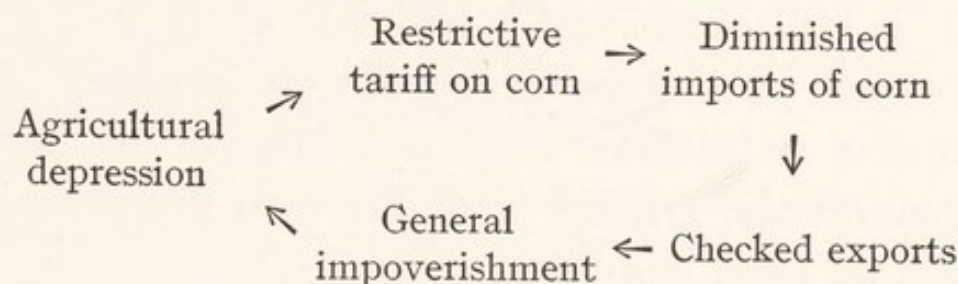 Restrictive
tariff on corn → Diminished
imports of corn
↓
Agricultural
depression ↗
General
impoverishment ← Checked exports
↖